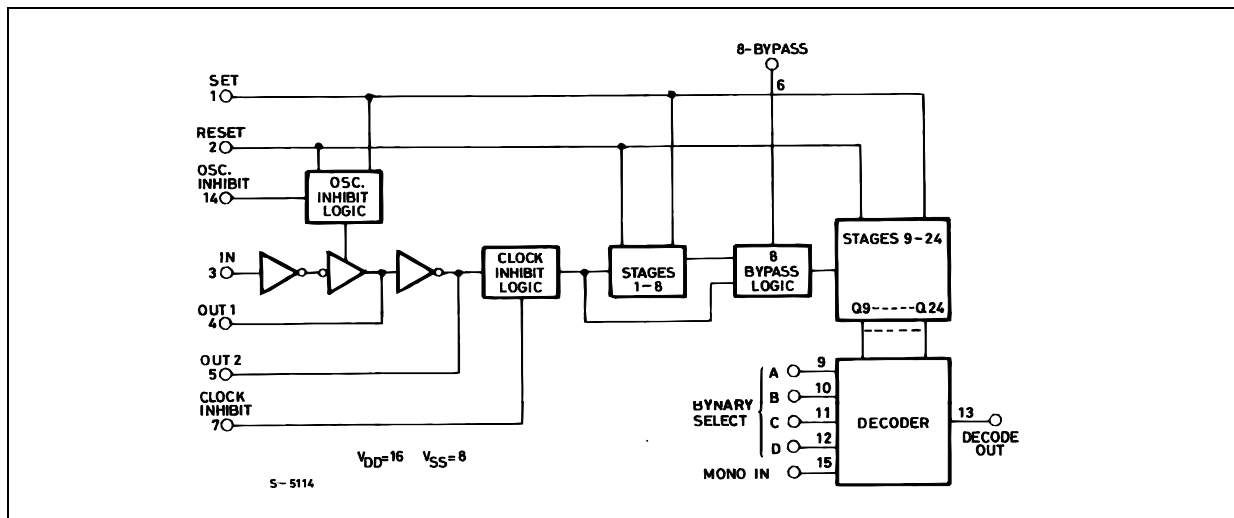 8-BYPASS
6
SET
1
RESET
2
OSC.
INHIBIT
14
OSC.
INHIBIT
LOGIC
IN
3
OUT 1
4
OUT 2
5
CLOCK
INHIBIT
7
CLOCK
INHIBIT
LOGIC
STAGES
1-8
8
BYPASS
LOGIC
STAGES 9-24
Q9-----Q24
BYNARY
SELECT
A 9
B 10
C 11
D 12
MONO IN 15
DECODER
13
DECODE
OUT
VDD=16 VSS=8
S-5114